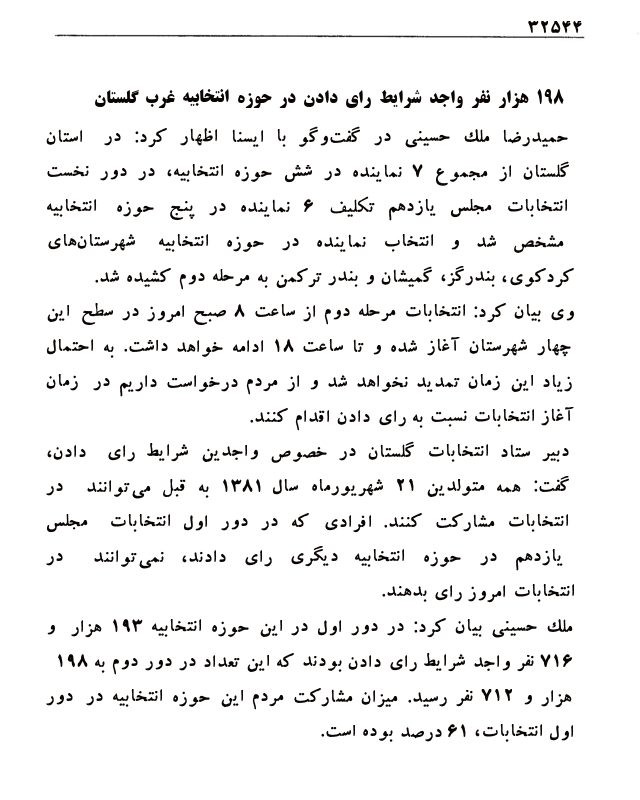 ۳۲۵۴۴
۱۹۸ هزار نفر واجد شرایط رای دادن در حوزه انتخابیه غرب گلستان
حمیدرضا ملك حسینی در گفت‌وگو با ایسنا اظهار کرد: در استان
گلستان از مجموع ۷ نماینده در شش حوزه انتخابیه، در دور نخست
انتخابات مجلس یازدهم تکلیف ۶ نماینده در پنج حوزه انتخابیه
مشخص شد و انتخاب نماینده در حوزه انتخابیه شهرستان‌های
کردکوی، بندرگز، گمیشان و بندر ترکمن به مرحله دوم کشیده شد.
وی بیان کرد: انتخابات مرحله دوم از ساعت ۸ صبح امروز در سطح این
چهار شهرستان آغاز شده و تا ساعت ۱۸ ادامه خواهد داشت. به احتمال
زیاد این زمان تمدید نخواهد شد و از مردم درخواست داریم در زمان
آغاز انتخابات نسبت به رای دادن اقدام کنند.
دبیر ستاد انتخابات گلستان در خصوص واجدین شرایط رای دادن،
گفت: همه متولدین ۲۱ شهریورماه سال ۱۳۸۱ به قبل می‌توانند در
انتخابات مشارکت کنند. افرادی که در دور اول انتخابات مجلس
یازدهم در حوزه انتخابیه دیگری رای دادند، نمی‌توانند در
انتخابات امروز رای بدهند.
ملك حسینی بیان کرد: در دور اول در این حوزه انتخابیه ۱۹۳ هزار و
۷۱۶ نفر واجد شرایط رای دادن بودند که این تعداد در دور دوم به ۱۹۸
هزار و ۷۱۲ نفر رسید. میزان مشارکت مردم این حوزه انتخابیه در دور
اول انتخابات، ۶۱ درصد بوده است.